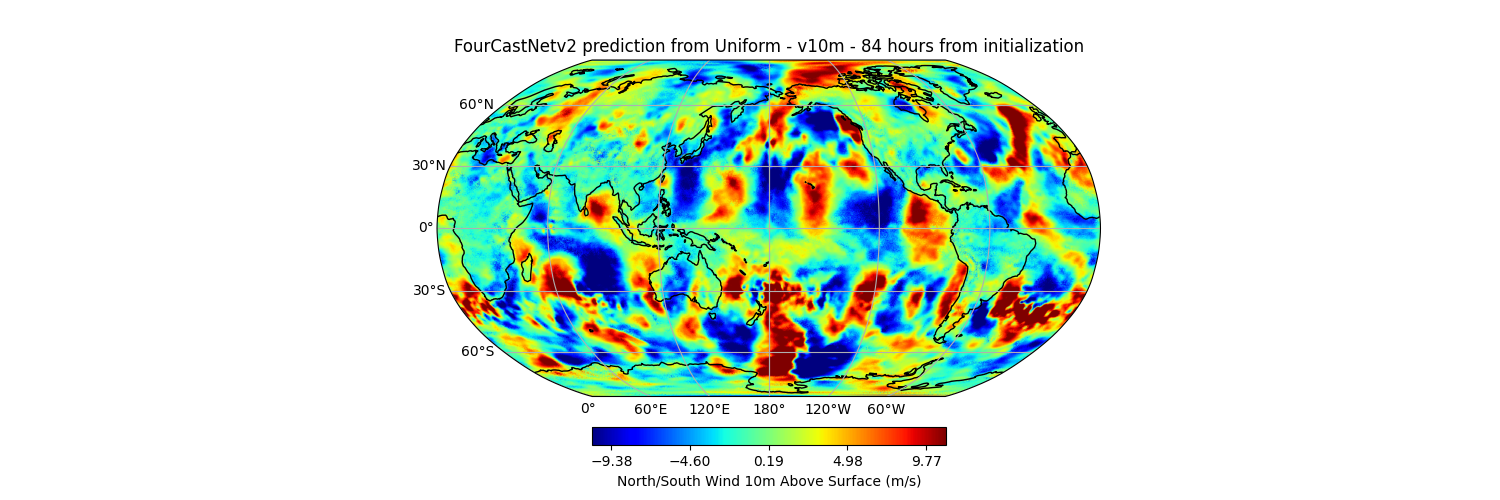 FourCastNetv2 prediction from Uniform - v10m - 84 hours from initialization
60°N
30°N
0°
30°S
60°S
0° 60°E 120°E 180° 120°W 60°W
−9.38 −4.60 0.19 4.98 9.77
North/South Wind 10m Above Surface (m/s)